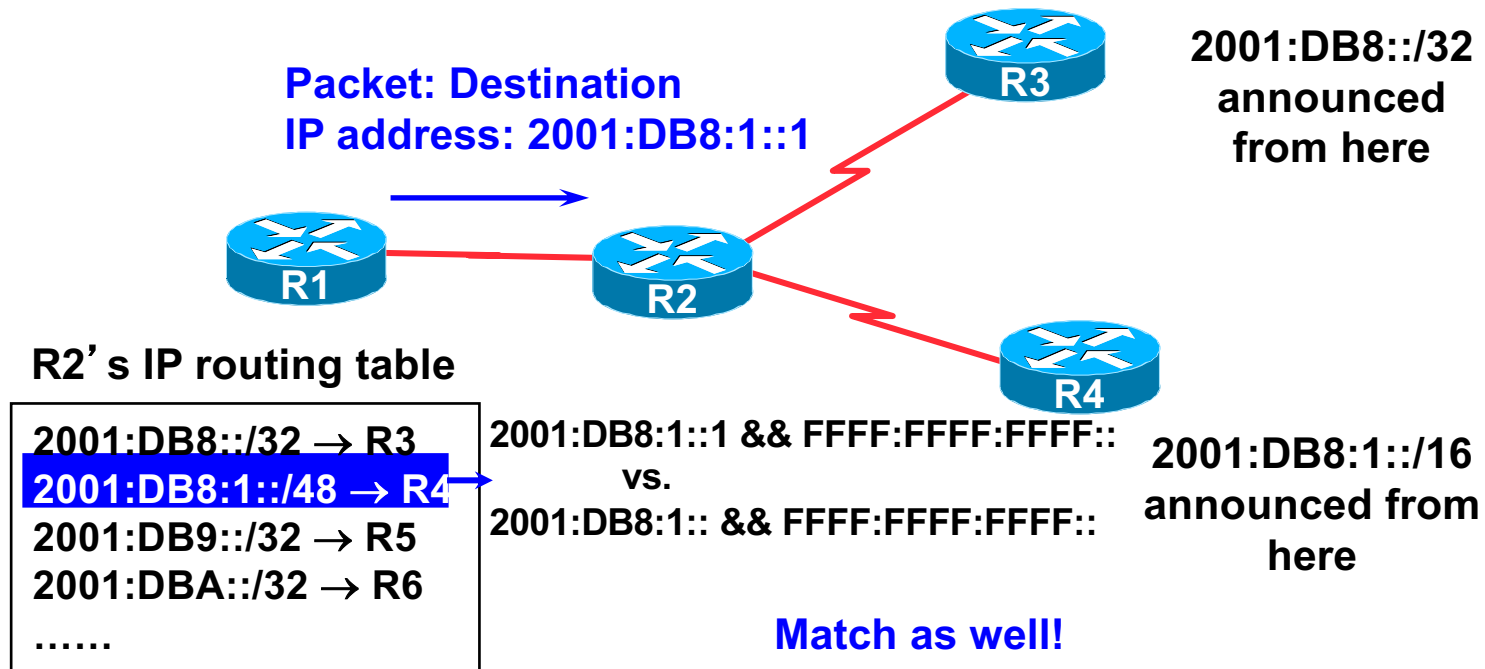 Packet: Destination
IP address: 2001:DB8:1::1
R3
2001:DB8::/32
announced
from here
R1
R2
R4
R2’s IP routing table
2001:DB8::/32 → R3
2001:DB8:1::/48 → R4
2001:DB9::/32 → R5
2001:DBA::/32 → R6
……
2001:DB8:1::1 && FFFF:FFFF:FFFF::
vs.
2001:DB8:1:: && FFFF:FFFF:FFFF::
Match as well!
2001:DB8:1::/16
announced from
here